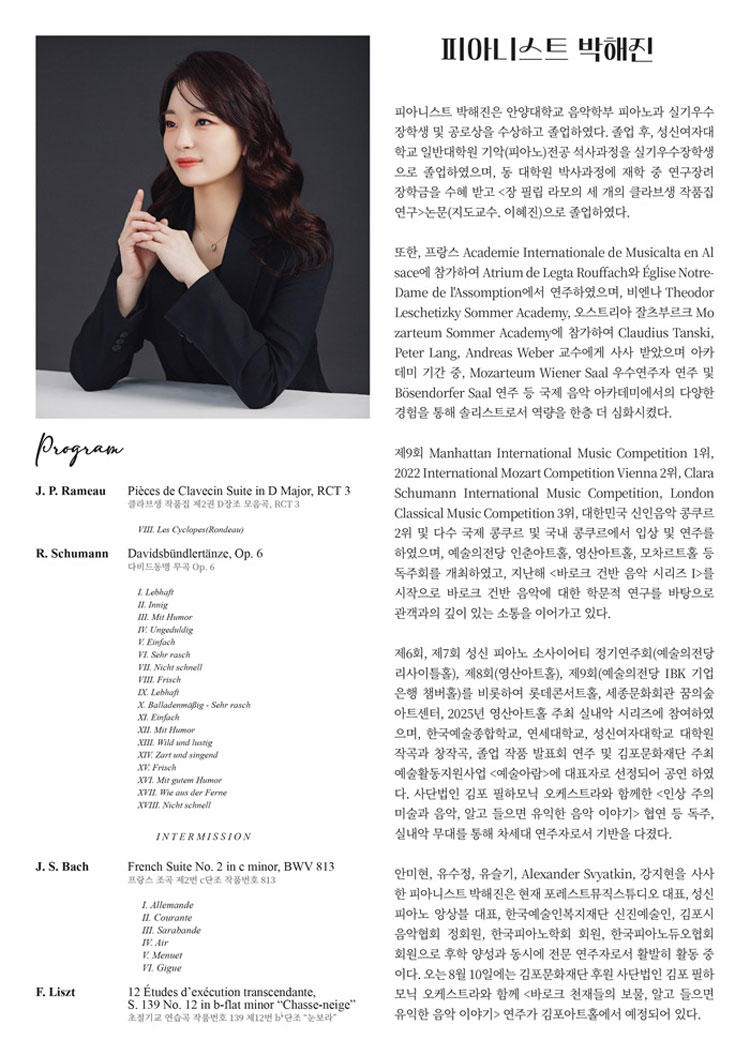 피아니스트 박해진
피아니스트 박해진은 안양대학교 음악학부 피아노과 실기우수
장학생 및 공로상을 수상하고 졸업하였다. 졸업 후, 성신여자대
학교 일반대학원 기악(피아노)전공 석사과정을 실기우수장학생
으로 졸업하였으며, 동 대학원 박사과정에 재학 중 연구장려
장학금을 수혜 받고 <장 필립 라모의 세 개의 클라브생 작품집
연구>논문(지도교수. 이혜진)으로 졸업하였다.
또한, 프랑스 Academie Internationale de Musicalta en Al
sace에 참가하여 Atrium de Legta Rouffach와 Église Notre-
Dame de l'Assomption에서 연주하였으며, 비엔나 Theodor
Leschetizky Sommer Academy, 오스트리아 잘츠부르크 Mo
zarteum Sommer Academy에 참가하여 Claudius Tanski,
Peter Lang, Andreas Weber 교수에게 사사 받았으며 아카
데미 기간 중, Mozarteum Wiener Saal 우수연주자 연주 및
Bösendorfer Saal 연주 등 국제 음악 아카데미에서의 다양한
경험을 통해 솔리스트로서 역량을 한층 더 심화시켰다.
제9회 Manhattan International Music Competition 1위,
2022 International Mozart Competition Vienna 2위, Clara
Schumann International Music Competition, London
Classical Music Competition 3위, 대한민국 신인음악 콩쿠르
2위 및 다수 국제 콩쿠르 및 국내 콩쿠르에서 입상 및 연주를
하였으며, 예술의전당 인춘아트홀, 영산아트홀, 모차르트홀 등
독주회를 개최하였고, 지난해 <바로크 건반 음악 시리즈 I>를
시작으로 바로크 건반 음악에 대한 학문적 연구를 바탕으로
관객과의 깊이 있는 소통을 이어가고 있다.
제6회, 제7회 성신 피아노 소사이어티 정기연주회(예술의전당
리사이틀홀), 제8회(영산아트홀), 제9회(예술의전당 IBK 기업
은행 챔버홀)를 비롯하여 롯데콘서트홀, 세종문화회관 꿈의숲
아트센터, 2025년 영산아트홀 주최 실내악 시리즈에 참여하였
으며, 한국예술종합학교, 연세대학교, 성신여자대학교 대학원
작곡과 창작곡, 졸업 작품 발표회 연주 및 김포문화재단 주최
예술활동지원사업 <예술아람>에 대표자로 선정되어 공연 하였
다. 사단법인 김포 필하모닉 오케스트라와 함께한 <인상 주의
미술과 음악, 알고 들으면 유익한 음악 이야기> 협연 등 독주,
실내악 무대를 통해 차세대 연주자로서 기반을 다졌다.
안미현, 유수정, 유슬기, Alexander Svyatkin, 강지현을 사사
한 피아니스트 박해진은 현재 포레스트뮤직스튜디오 대표, 성신
피아노 앙상블 대표, 한국예술인복지재단 신진예술인, 김포시
음악협회 정회원, 한국피아노학회 회원, 한국피아노듀오협회
회원으로 후학 양성과 동시에 전문 연주자로서 활발히 활동 중
이다. 오는 8월 10일에는 김포문화재단 후원 사단법인 김포 필하
모닉 오케스트라와 함께 <바로크 천재들의 보물, 알고 들으면
유익한 음악 이야기> 연주가 김포아트홀에서 예정되어 있다.
Program
J. P. Rameau Pièces de Clavecin Suite in D Major, RCT 3
클라브생 작품집 제2권 D장조 모음곡, RCT 3
VIII. Les Cyclopes(Rondeau)
R. Schumann Davidsbündlertänze, Op. 6
다비드동맹 무곡 Op. 6
I. Lebhaft
II. Innig
III. Mit Humor
IV. Ungeduldig
V. Einfach
VI. Sehr rasch
VII. Nicht schnell
VIII. Frisch
IX. Lebhaft
X. Balladenmäßig - Sehr rasch
XI. Einfach
XII. Mit Humor
XIII. Wild und lustig
XIV. Zart und singend
XV. Frisch
XVI. Mit gutem Humor
XVII. Wie aus der Ferne
XVIII. Nicht schnell
INTERMISSION
J. S. Bach French Suite No. 2 in c minor, BWV 813
프랑스 조곡 제2번 c단조 작품번호 813
I. Allemande
II. Courante
III. Sarabande
IV. Air
V. Menuet
VI. Gigue
F. Liszt 12 Études d'exécution transcendante,
S. 139 No. 12 in b-flat minor “Chasse-neige”
초절기교 연습곡 작품번호 139 제12번 b♭단조 “눈보라”